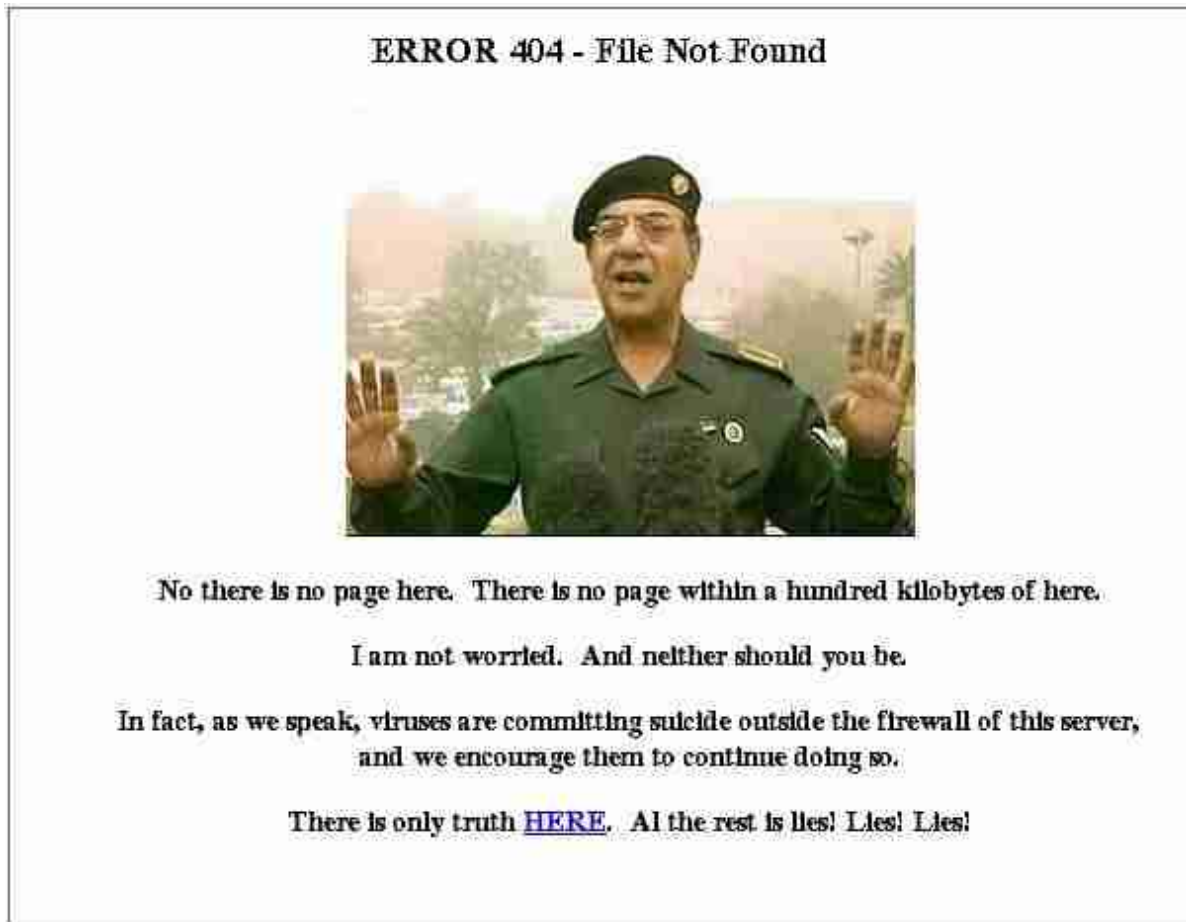 ERROR 404 - File Not Found
No there is no page here. There is no page within a hundred kilobytes of here.
I am not worried. And neither should you be.
In fact, as we speak, viruses are committing suicide outside the firewall of this server,
and we encourage them to continue doing so.
There is only truth HERE. Al the rest is lies! Lies! Lies!